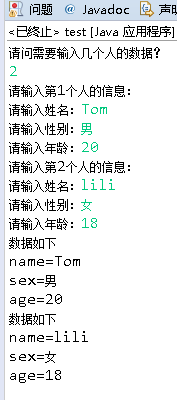 问题 @ Javadoc 声明
<已终止> test [Java 应用程序]
请问需要输入几个人的数据?
2
请输入第1个人的信息:
请输入姓名: Tom
请输入性别: 男
请输入年龄: 20
请输入第2个人的信息:
请输入姓名: lili
请输入性别: 女
请输入年龄: 18
数据如下
name=Tom
sex=男
age=20
数据如下
name=lili
sex=女
age=18